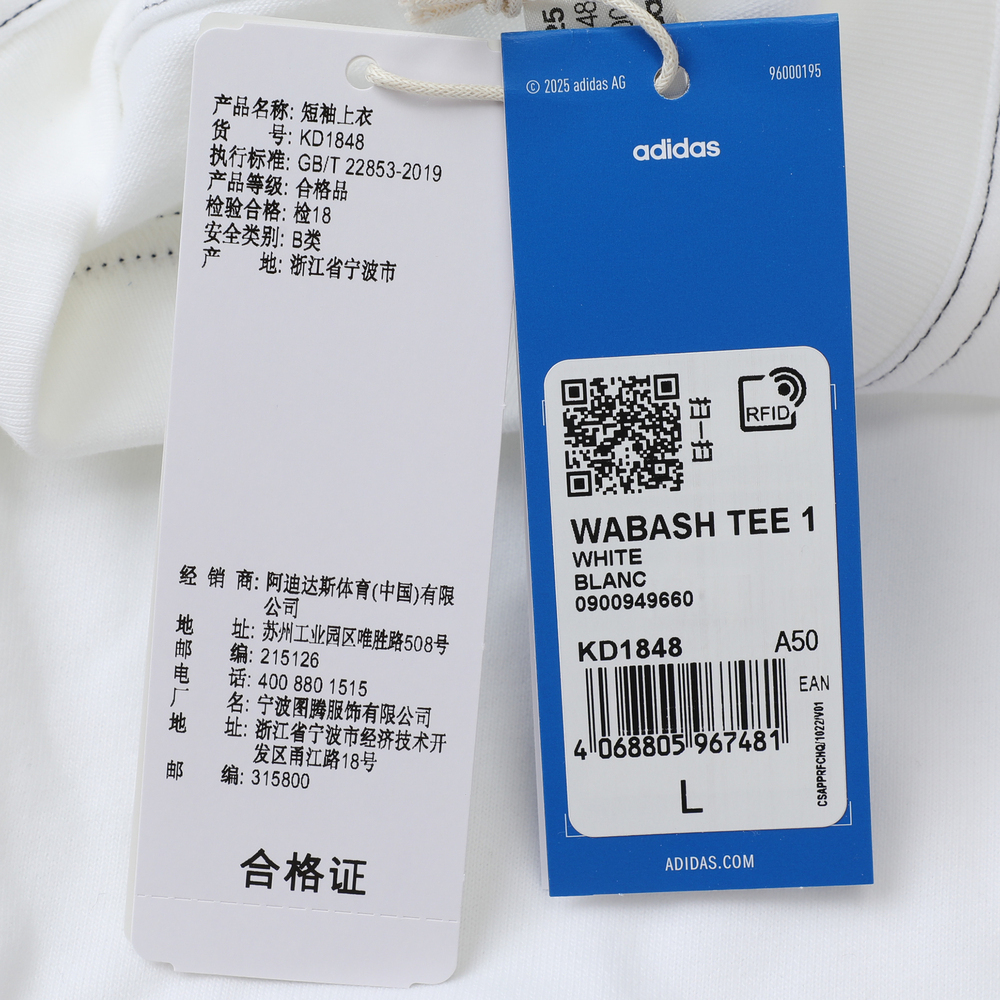 产品名称: 短袖上衣
货 号: KD1848
执行标准: GB/T 22853-2019
产品等级: 合格品
检验合格: 检18
安全类别: B类
产 地: 浙江省宁波市
经 销 商: 阿迪达斯体育(中国)有限
公司
地 址: 苏州工业园区唯胜路508号
邮 编: 215126
电 话: 400 880 1515
厂 名: 宁波图腾服饰有限公司
地 址: 浙江省宁波市经济技术开
发区甬江路18号
邮 编: 315800
合格证
© 2025 adidas AG
96000195
adidas
扫一扫
RFID
WABASH TEE 1
WHITE
BLANC
0900949660
KD1848 A50
EAN
4 068805 967481
CSAPPRFCHQ/1022/V01
L
ADIDAS.COM